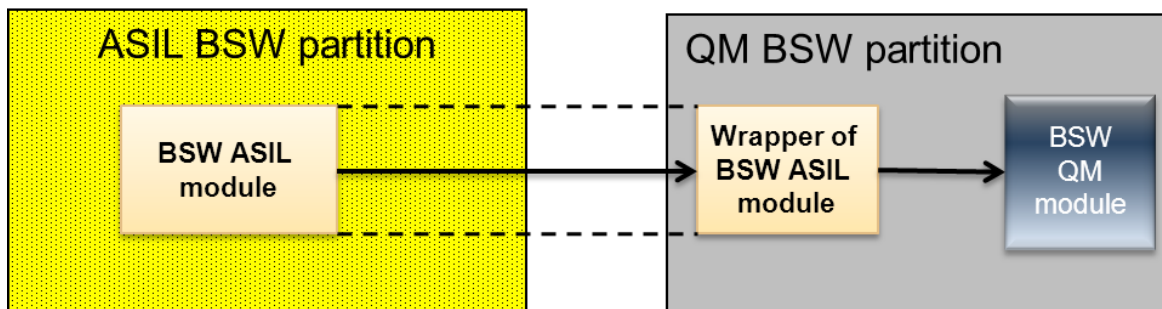 ASIL BSW partition
QM BSW partition
BSW ASIL
module
Wrapper of
BSW ASIL
module
BSW
QM
module